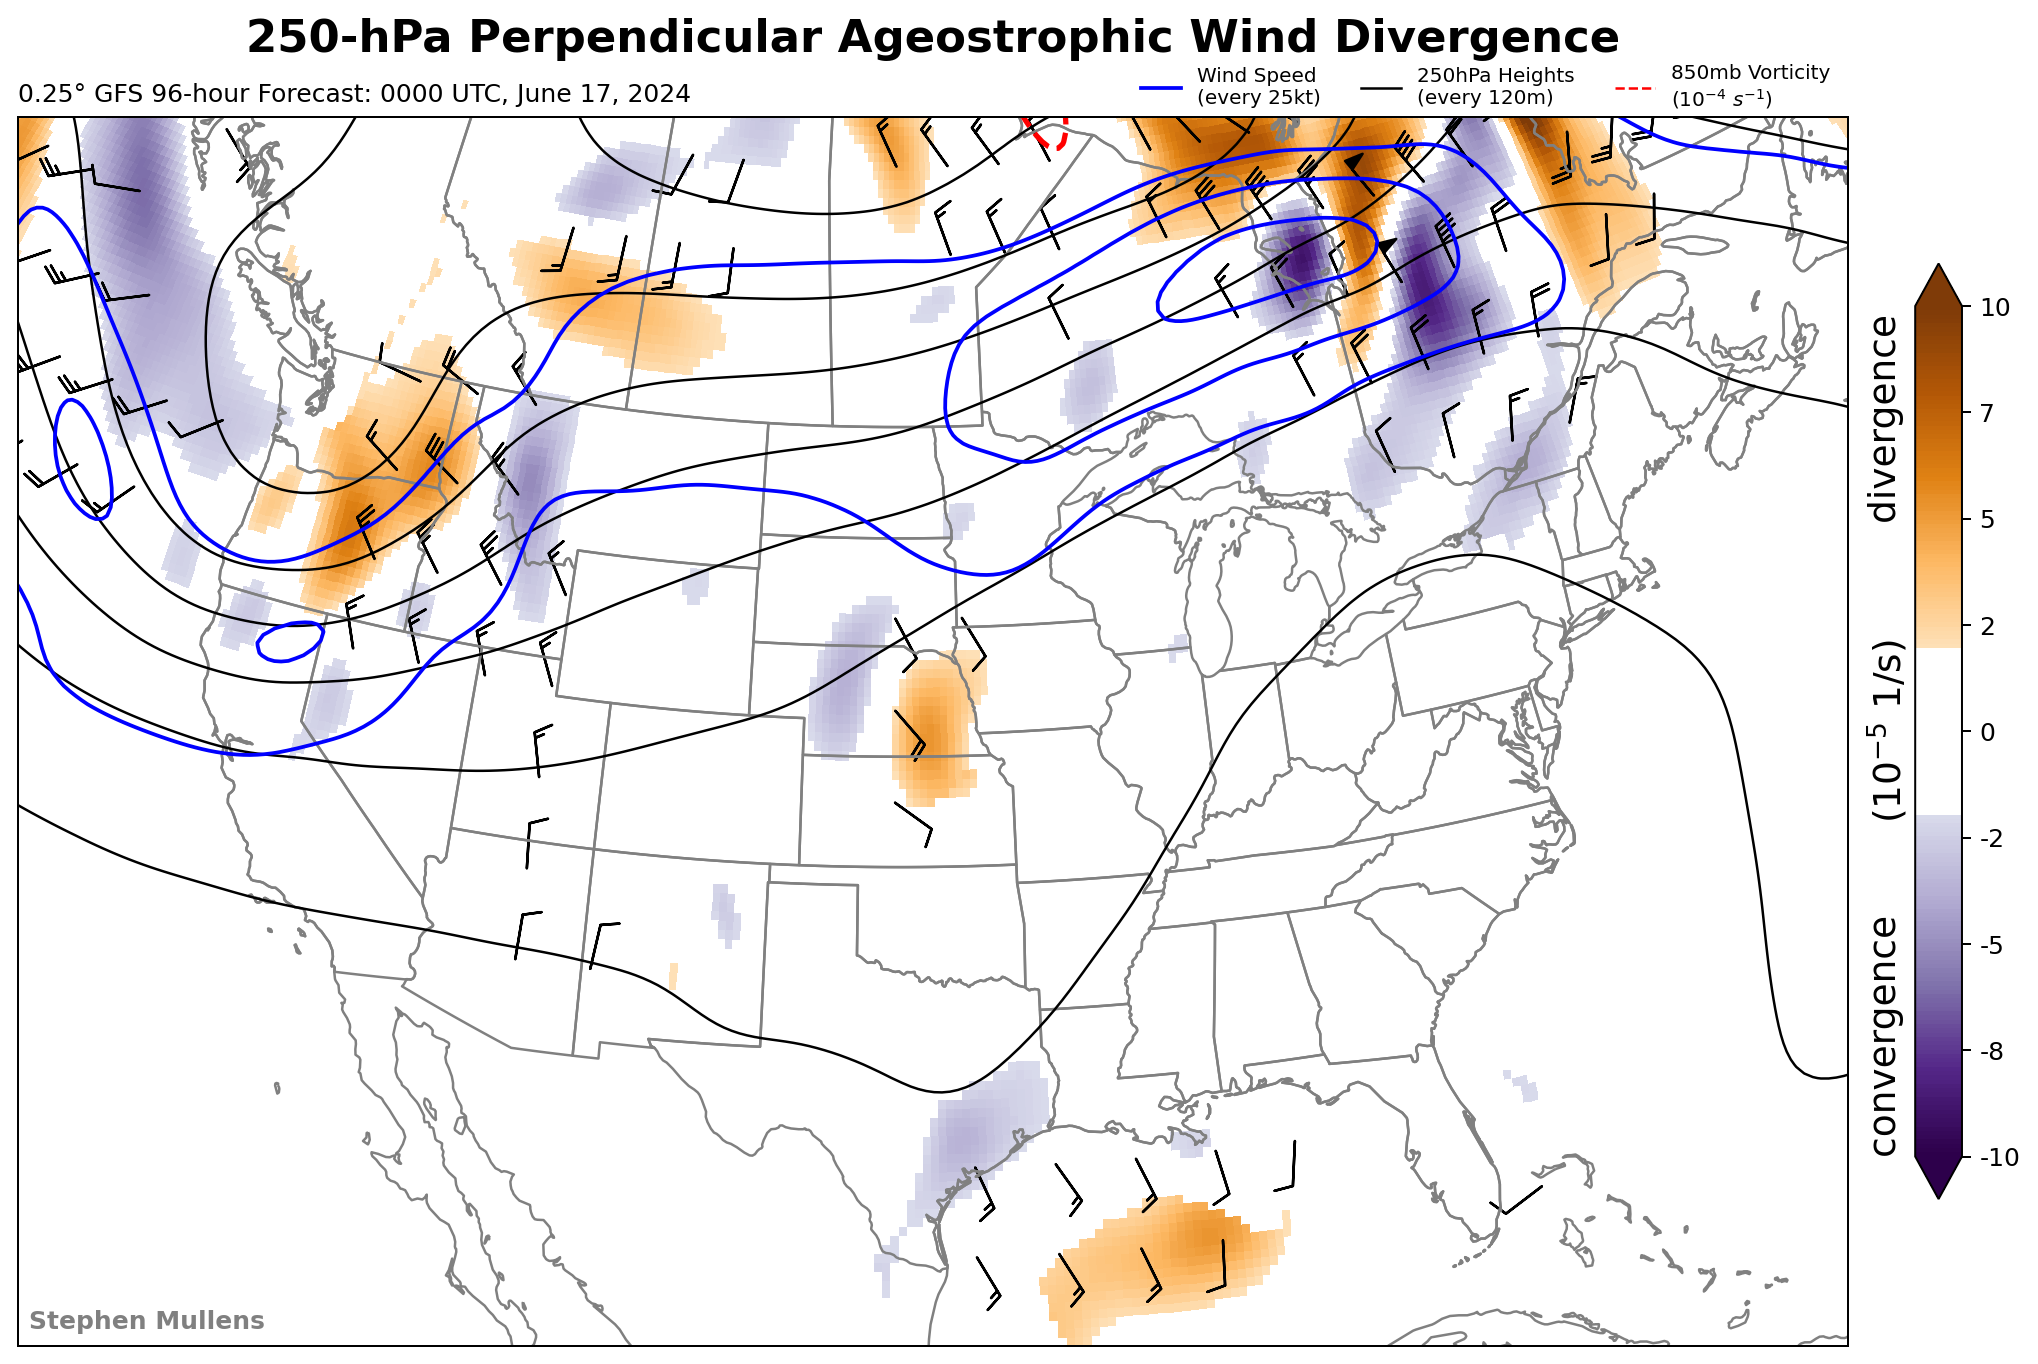 250-hPa Perpendicular Ageostrophic Wind Divergence
0.25° GFS 96-hour Forecast: 0000 UTC, June 17, 2024
Wind Speed
(every 25kt)
250hPa Heights
(every 120m)
850mb Vorticity
(10⁻⁴ s⁻¹)
10
7
5
2
0
-2
-5
-8
-10
convergence (10⁻⁵ 1/s) divergence
Stephen Mullens